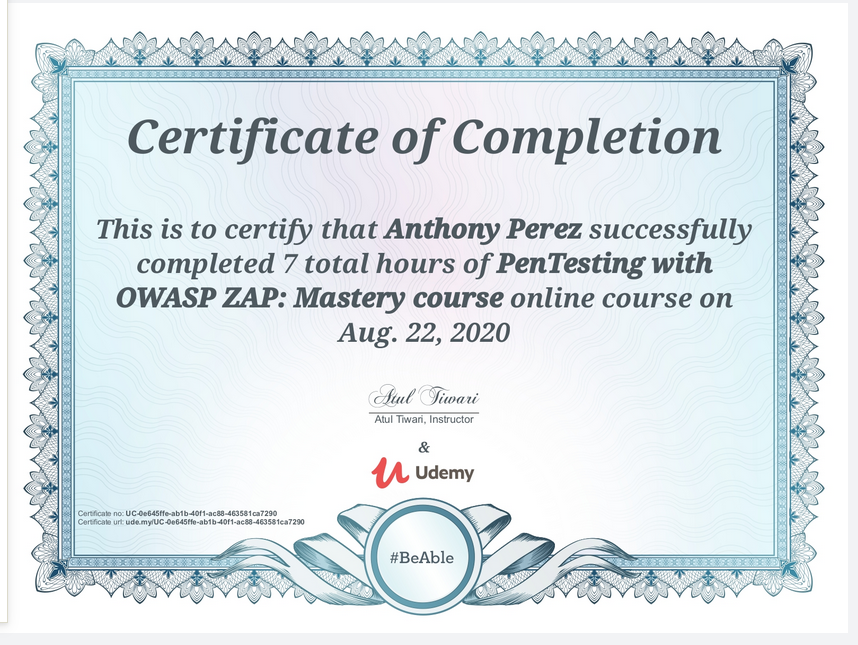 Certificate of Completion
This is to certify that Anthony Perez successfully
completed 7 total hours of PenTesting with
OWASP ZAP: Mastery course online course on
Aug. 22, 2020
Atul Tiwari
Atul Tiwari, Instructor
&
Udemy
Certificate no: UC-0e645ffe-ab1b-40f1-ac88-463581ca7290
Certificate url: ude.my/UC-0e645ffe-ab1b-40f1-ac88-463581ca7290
#BeAble